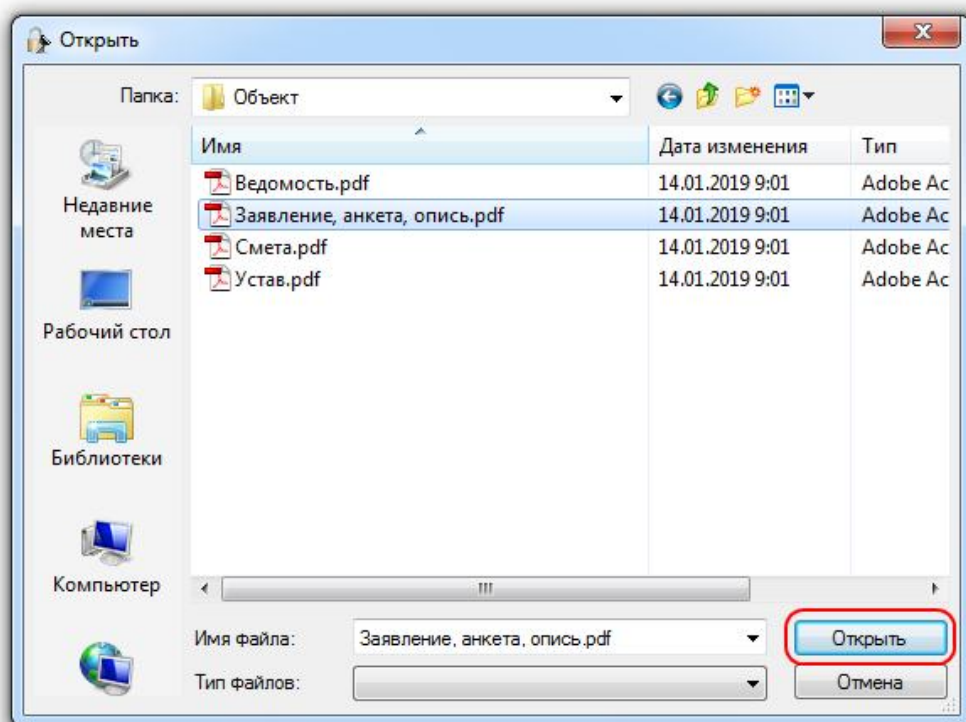 Открыть
Папка: Объект
Имя Дата изменения Тип
Ведомость.pdf 14.01.2019 9:01 Adobe Ac
Заявление, анкета, опись.pdf 14.01.2019 9:01 Adobe Ac
Смета.pdf 14.01.2019 9:01 Adobe Ac
Устав.pdf 14.01.2019 9:01 Adobe Ac
Недавние
места
Рабочий стол
Библиотеки
Компьютер
Имя файла: Заявление, анкета, опись.pdf Открыть
Тип файлов: Отмена